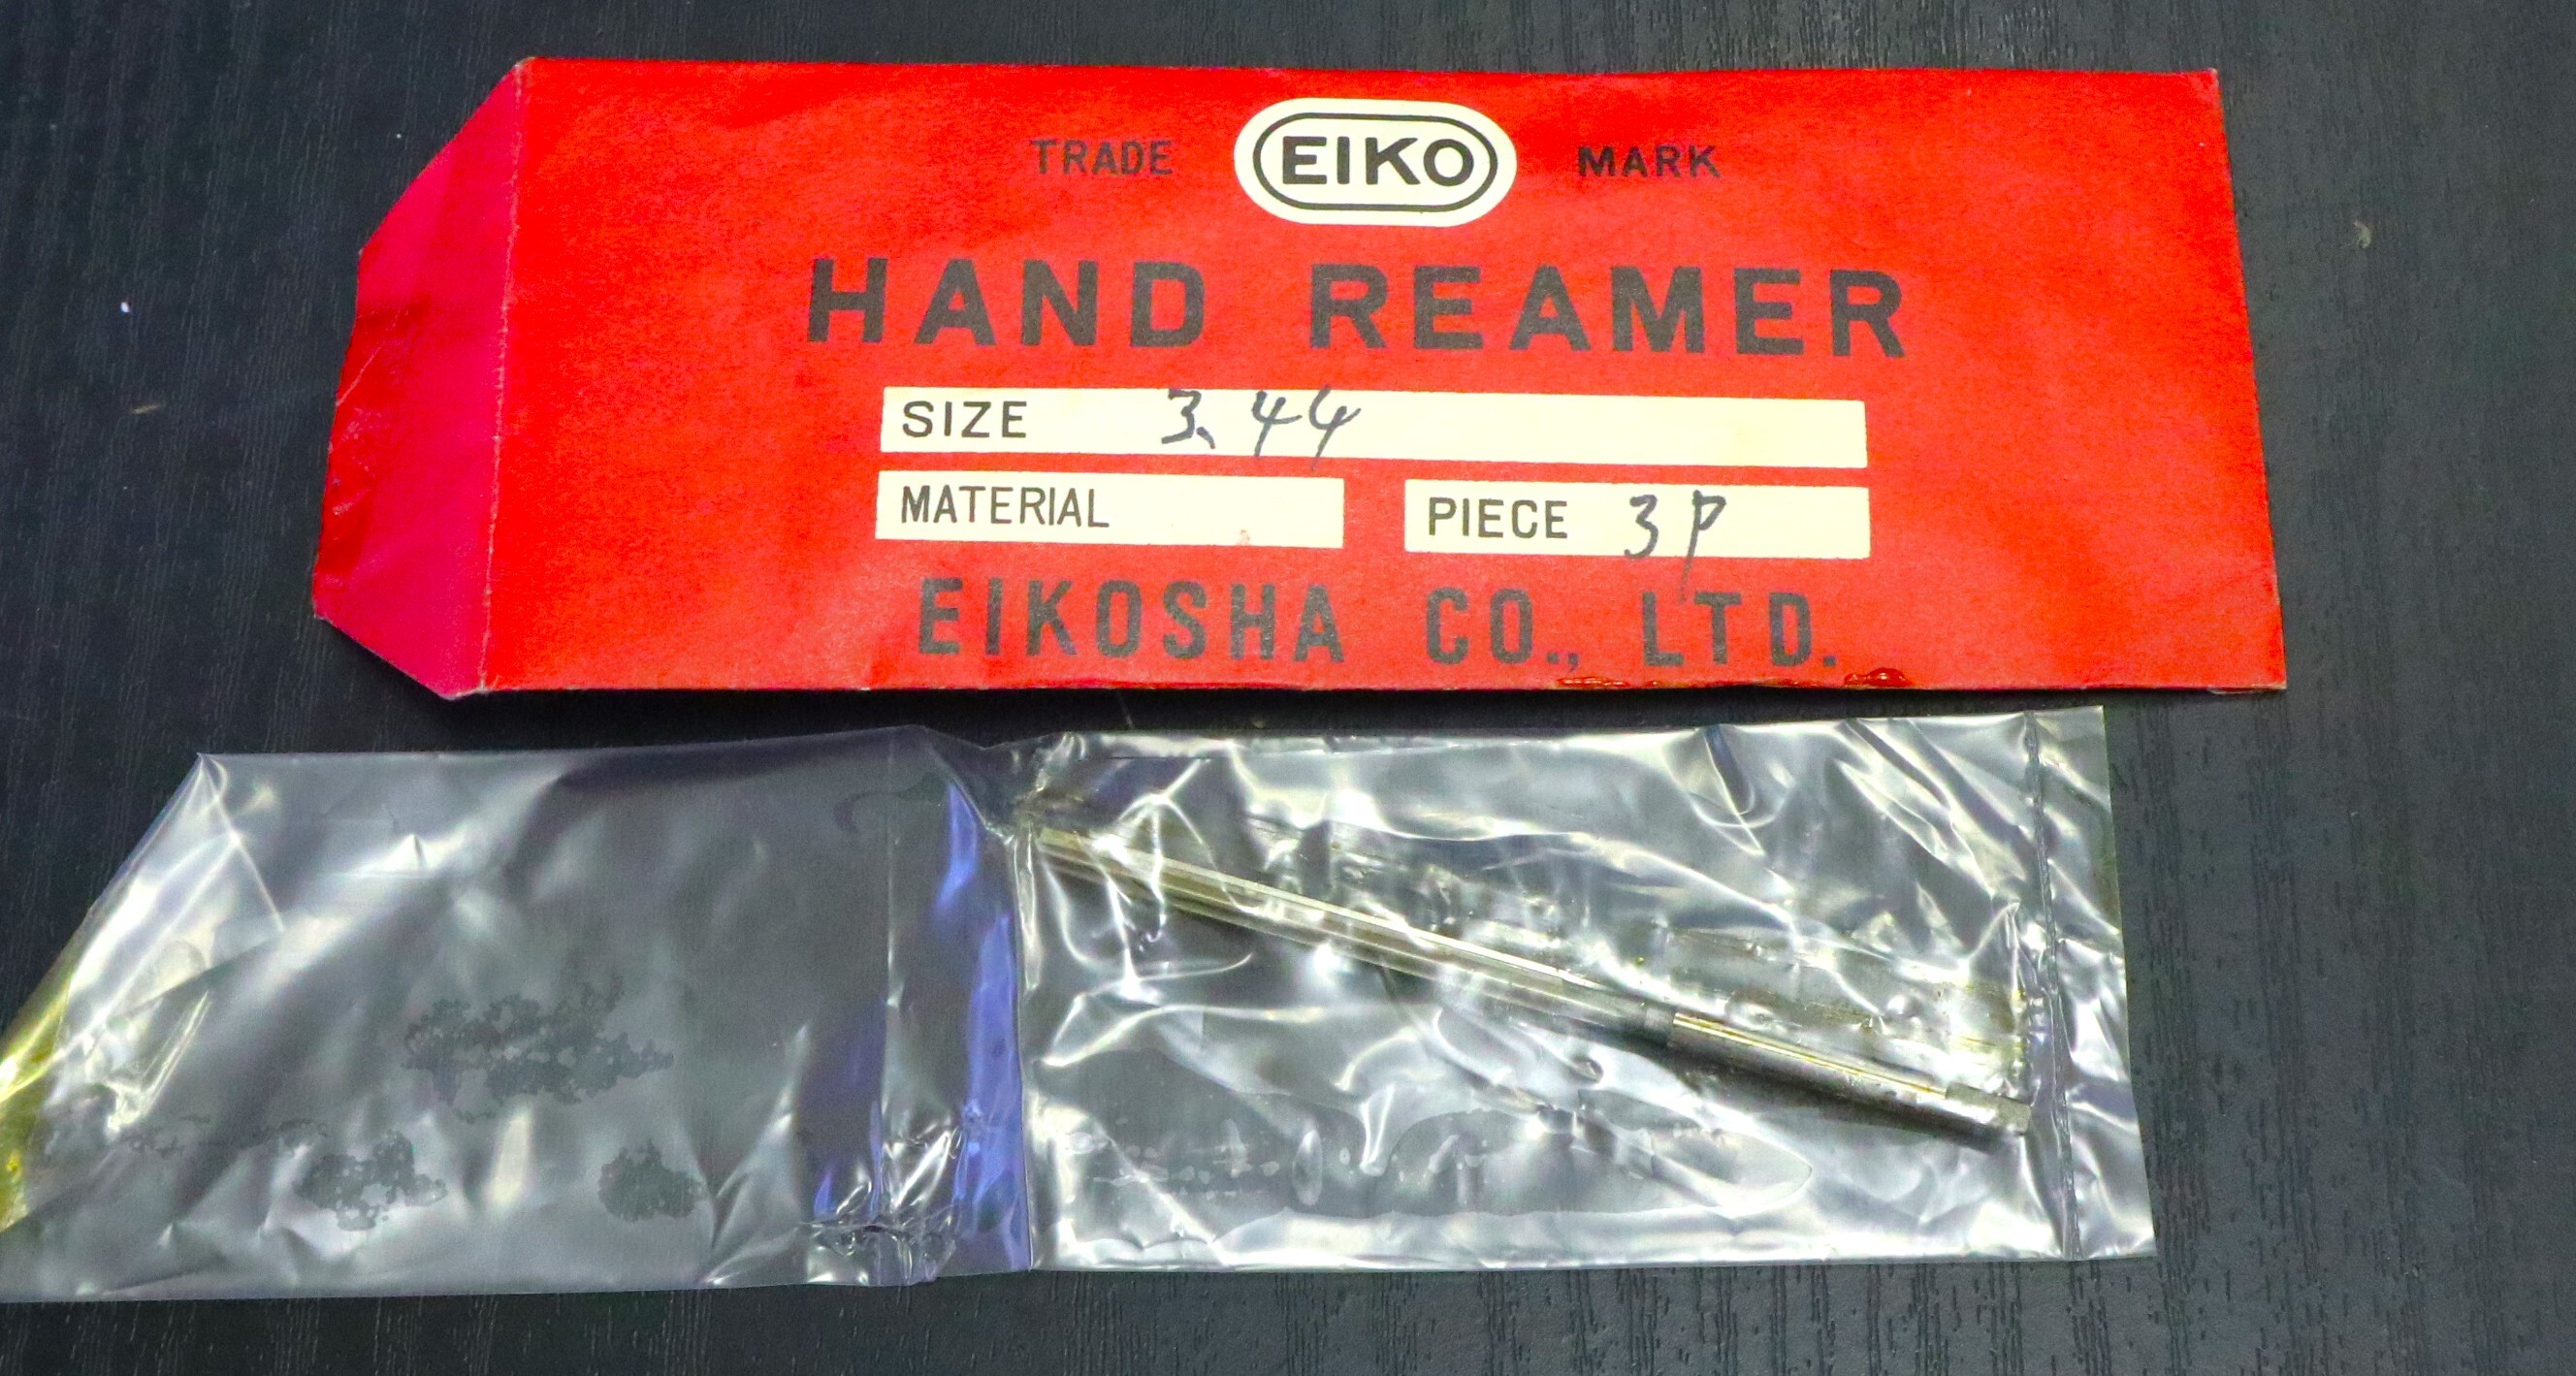 TRADE EIKO MARK
HAND REAMER
SIZE 3.44
MATERIAL PIECE 3P
EIKOSHA CO., LTD.